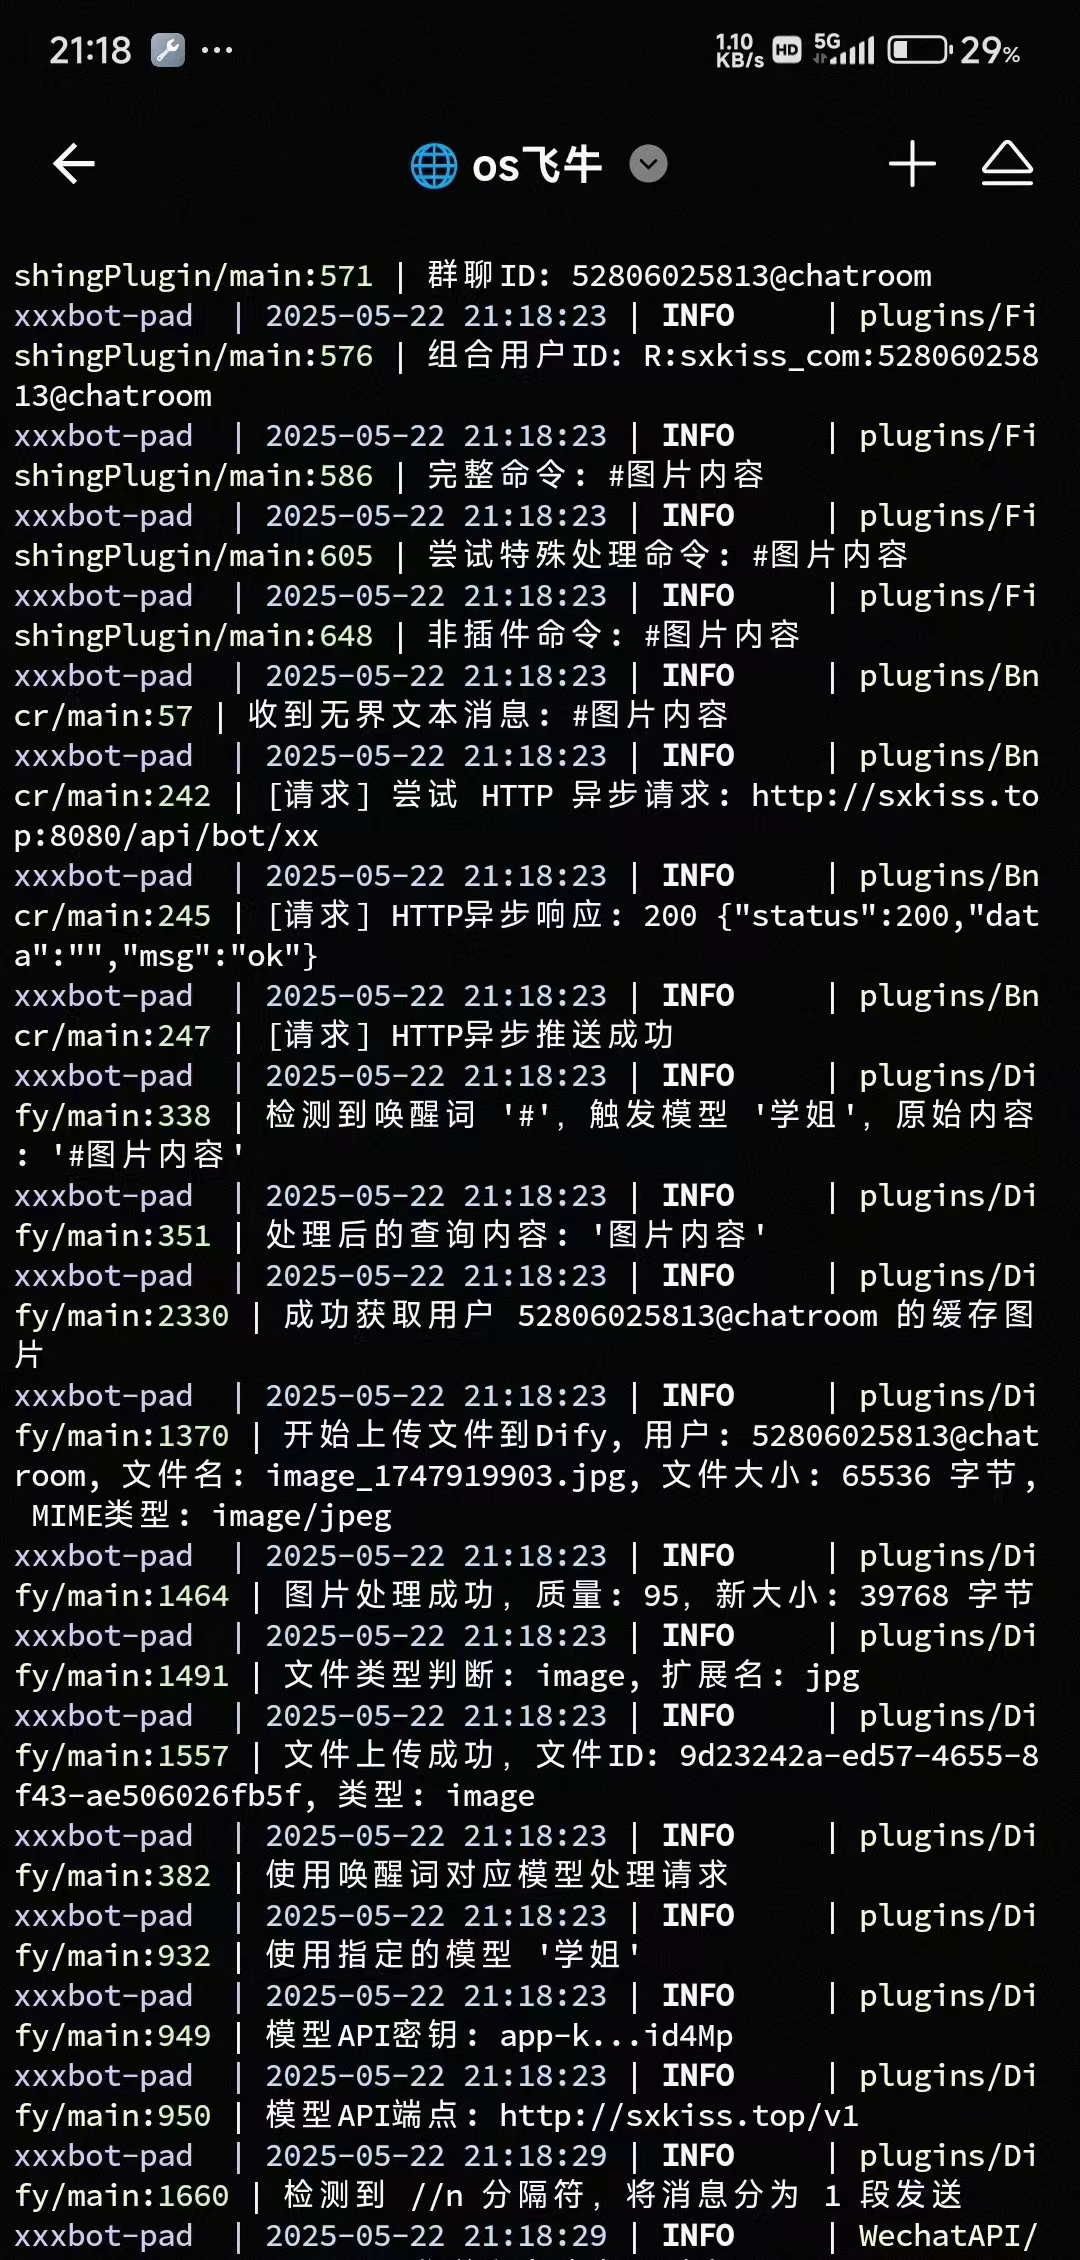 21:18 ... 1.10 KB/s HD 5G 29%
os飞牛
shingPlugin/main:571 | 群聊ID: 52806025813@chatroom
xxxbot-pad | 2025-05-22 21:18:23 | INFO | plugins/Fi
shingPlugin/main:576 | 组合用户ID: R:sxkiss_com:528060258
13@chatroom
xxxbot-pad | 2025-05-22 21:18:23 | INFO | plugins/Fi
shingPlugin/main:586 | 完整命令: #图片内容
xxxbot-pad | 2025-05-22 21:18:23 | INFO | plugins/Fi
shingPlugin/main:605 | 尝试特殊处理命令: #图片内容
xxxbot-pad | 2025-05-22 21:18:23 | INFO | plugins/Fi
shingPlugin/main:648 | 非插件命令: #图片内容
xxxbot-pad | 2025-05-22 21:18:23 | INFO | plugins/Bn
cr/main:57 | 收到无界文本消息: #图片内容
xxxbot-pad | 2025-05-22 21:18:23 | INFO | plugins/Bn
cr/main:242 | [请求] 尝试 HTTP 异步请求: http://sxkiss.to
p:8080/api/bot/xx
xxxbot-pad | 2025-05-22 21:18:23 | INFO | plugins/Bn
cr/main:245 | [请求] HTTP异步响应: 200 {"status":200,"dat
a":"","msg":"ok"}
xxxbot-pad | 2025-05-22 21:18:23 | INFO | plugins/Bn
cr/main:247 | [请求] HTTP异步推送成功
xxxbot-pad | 2025-05-22 21:18:23 | INFO | plugins/Di
fy/main:338 | 检测到唤醒词 '#', 触发模型 '学姐', 原始内容
: '#图片内容'
xxxbot-pad | 2025-05-22 21:18:23 | INFO | plugins/Di
fy/main:351 | 处理后的查询内容: '图片内容'
xxxbot-pad | 2025-05-22 21:18:23 | INFO | plugins/Di
fy/main:2330 | 成功获取用户 52806025813@chatroom 的缓存图
片
xxxbot-pad | 2025-05-22 21:18:23 | INFO | plugins/Di
fy/main:1370 | 开始上传文件到Dify, 用户: 52806025813@chat
room, 文件名: image_1747919903.jpg, 文件大小: 65536 字节,
MIME类型: image/jpeg
xxxbot-pad | 2025-05-22 21:18:23 | INFO | plugins/Di
fy/main:1464 | 图片处理成功, 质量: 95, 新大小: 39768 字节
xxxbot-pad | 2025-05-22 21:18:23 | INFO | plugins/Di
fy/main:1491 | 文件类型判断: image, 扩展名: jpg
xxxbot-pad | 2025-05-22 21:18:23 | INFO | plugins/Di
fy/main:1557 | 文件上传成功, 文件ID: 9d23242a-ed57-4655-8
f43-ae506026fb5f, 类型: image
xxxbot-pad | 2025-05-22 21:18:23 | INFO | plugins/Di
fy/main:382 | 使用唤醒词对应模型处理请求
xxxbot-pad | 2025-05-22 21:18:23 | INFO | plugins/Di
fy/main:932 | 使用指定的模型 '学姐'
xxxbot-pad | 2025-05-22 21:18:23 | INFO | plugins/Di
fy/main:949 | 模型API密钥: app-k...id4Mp
xxxbot-pad | 2025-05-22 21:18:23 | INFO | plugins/Di
fy/main:950 | 模型API端点: http://sxkiss.top/v1
xxxbot-pad | 2025-05-22 21:18:29 | INFO | plugins/Di
fy/main:1660 | 检测到 //n 分隔符, 将消息分为 1 段发送
xxxbot-pad | 2025-05-22 21:18:29 | INFO | WechatAPI/